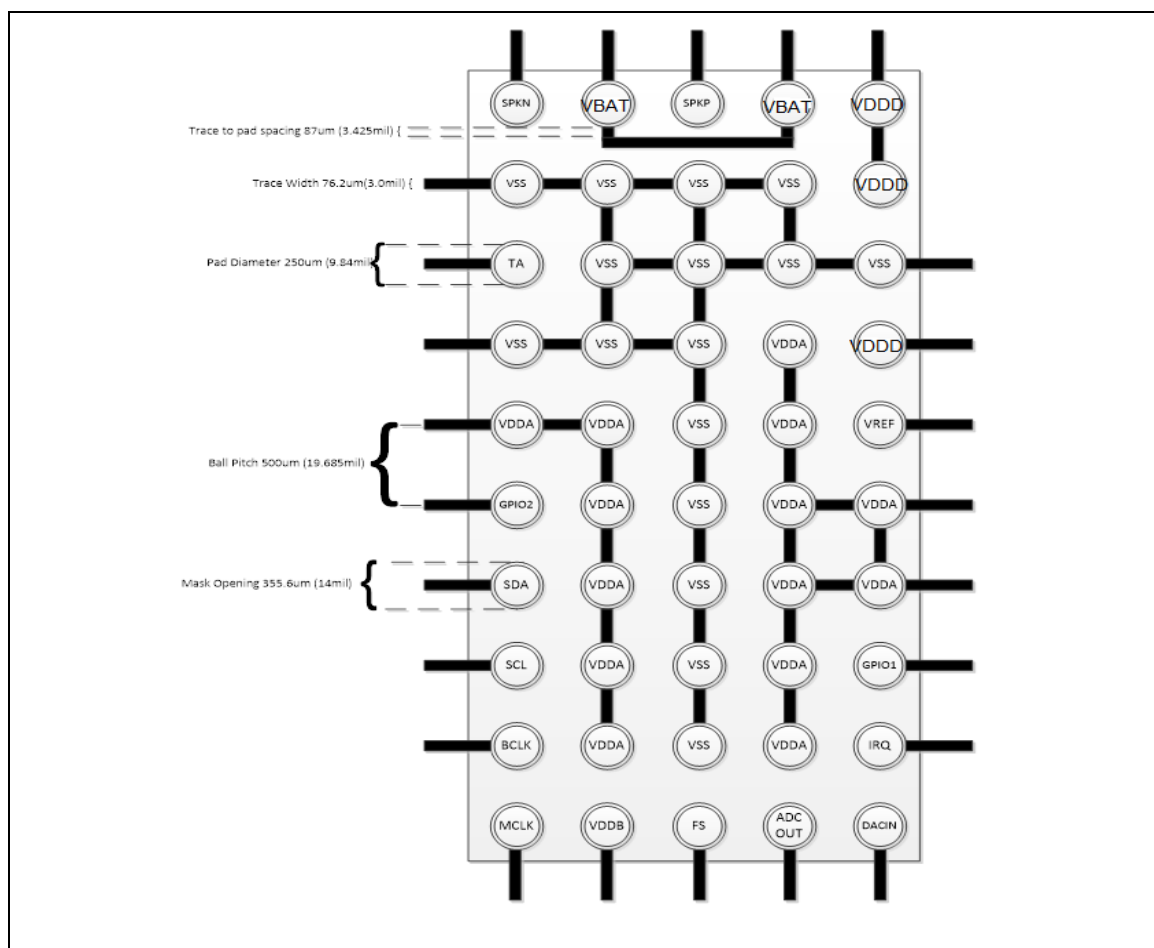 SPKN VBAT SPKP VBAT VDDD
Trace to pad spacing 87um (3.425mil) {
Trace Width 76.2um(3.0mil) {
VSS VSS VSS VSS VDDD
Pad Diameter 250um (9.84mil
{
TA VSS VSS VSS VSS
VSS VSS VSS VDDA VDDD
VDDA VDDA VSS VDDA VREF
Ball Pitch 500um (19.685mil) {
GPIO2 VDDA VSS VDDA VDDA
Mask Opening 355.6um (14mil) {
SDA VDDA VSS VDDA VDDA
SCL VDDA VSS VDDA GPIO1
BCLK VDDA VSS VDDA IRQ
MCLK VDDB FS ADC OUT DACIN